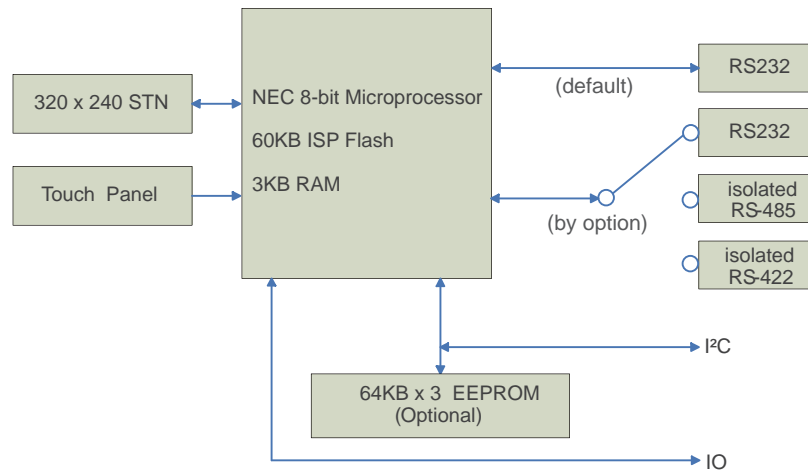 320 x 240 STN
Touch Panel
NEC 8-bit Microprocessor
60KB ISP Flash
3KB RAM
(default)
(by option)
RS232
RS232
isolated
RS-485
isolated
RS-422
I²C
64KB x 3 EEPROM
(Optional)
IO